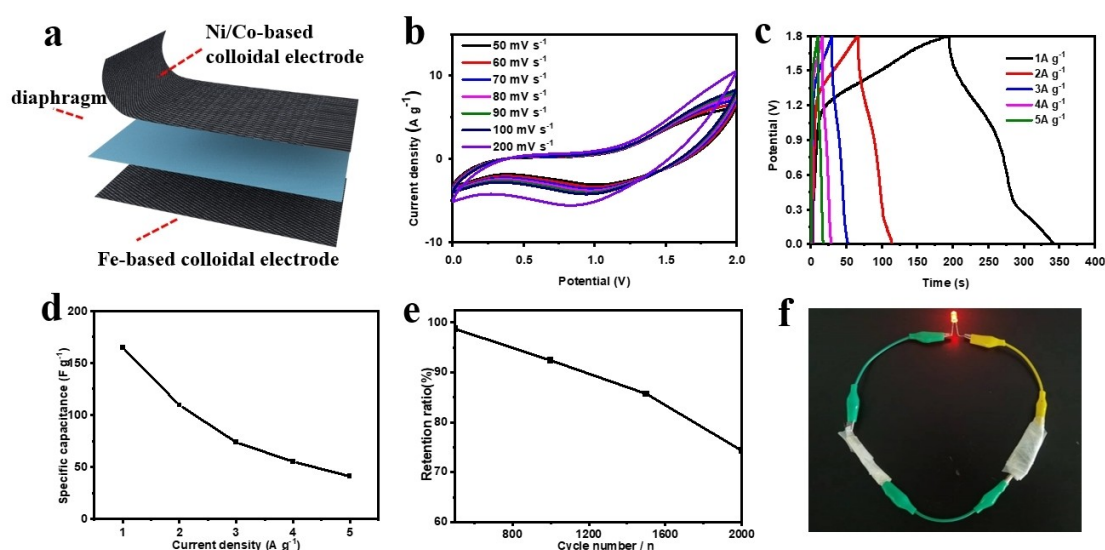 a
Ni/Co-based
colloidal electrode
diaphragm
Fe-based colloidal electrode
b
50 mV s-1
60 mV s-1
70 mV s-1
80 mV s-1
90 mV s-1
100 mV s-1
200 mV s-1
Current density (A g-1)
10
5
0
-10
0.0
0.5
1.0
1.5
2.0
Potential (V)
c
1A g-1
2A g-1
3A g-1
4A g-1
5A g-1
Potential (V)
1.8
1.5
1.2
0.9
0.6
0.3
0.0
0 50 100 150 200 250 300 350 400
Time (s)
d
Specific capacitance (F g-1)
200
150
100
50
0
1 2 3 4 5
Current density (A g-1)
e
Retention ratio(%)
100
90
80
70
60
800 1200 1600 2000
Cycle number / n
f